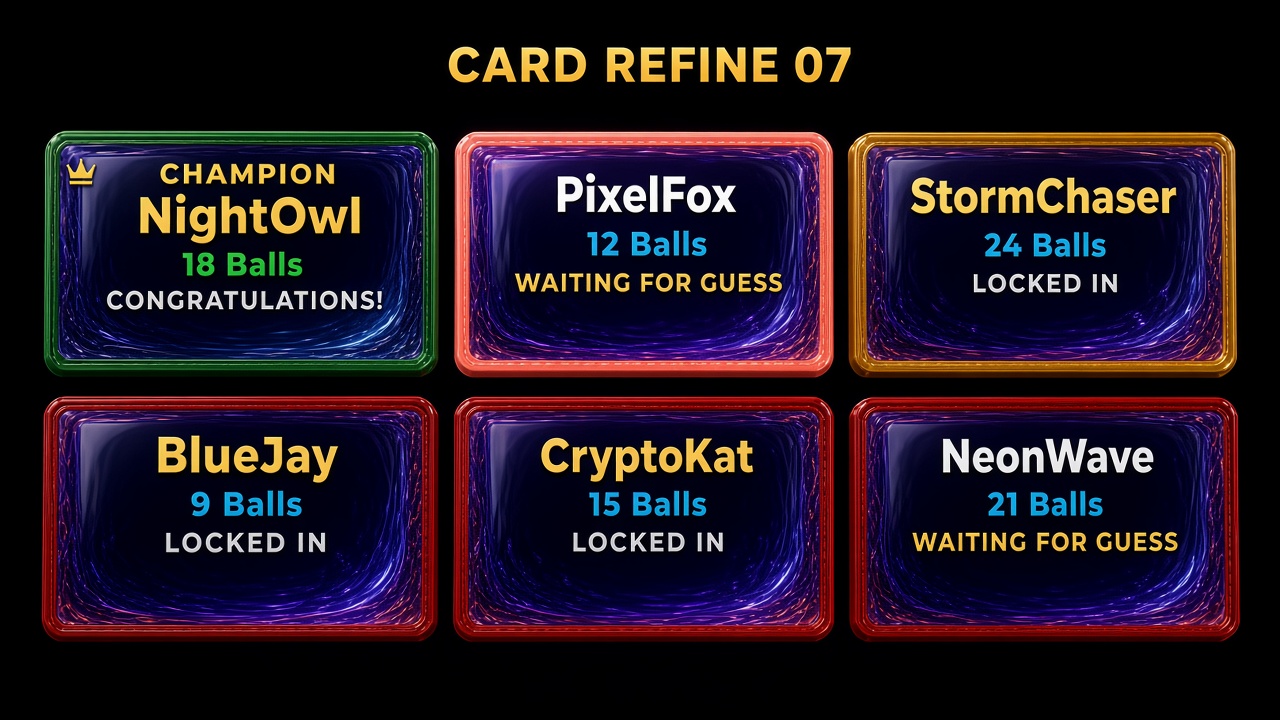 CARD REFINE 07
CHAMPION
NightOwl
18 Balls
CONGRATULATIONS!
PixelFox
12 Balls
WAITING FOR GUESS
StormChaser
24 Balls
LOCKED IN
BlueJay
9 Balls
LOCKED IN
CryptoKat
15 Balls
LOCKED IN
NeonWave
21 Balls
WAITING FOR GUESS